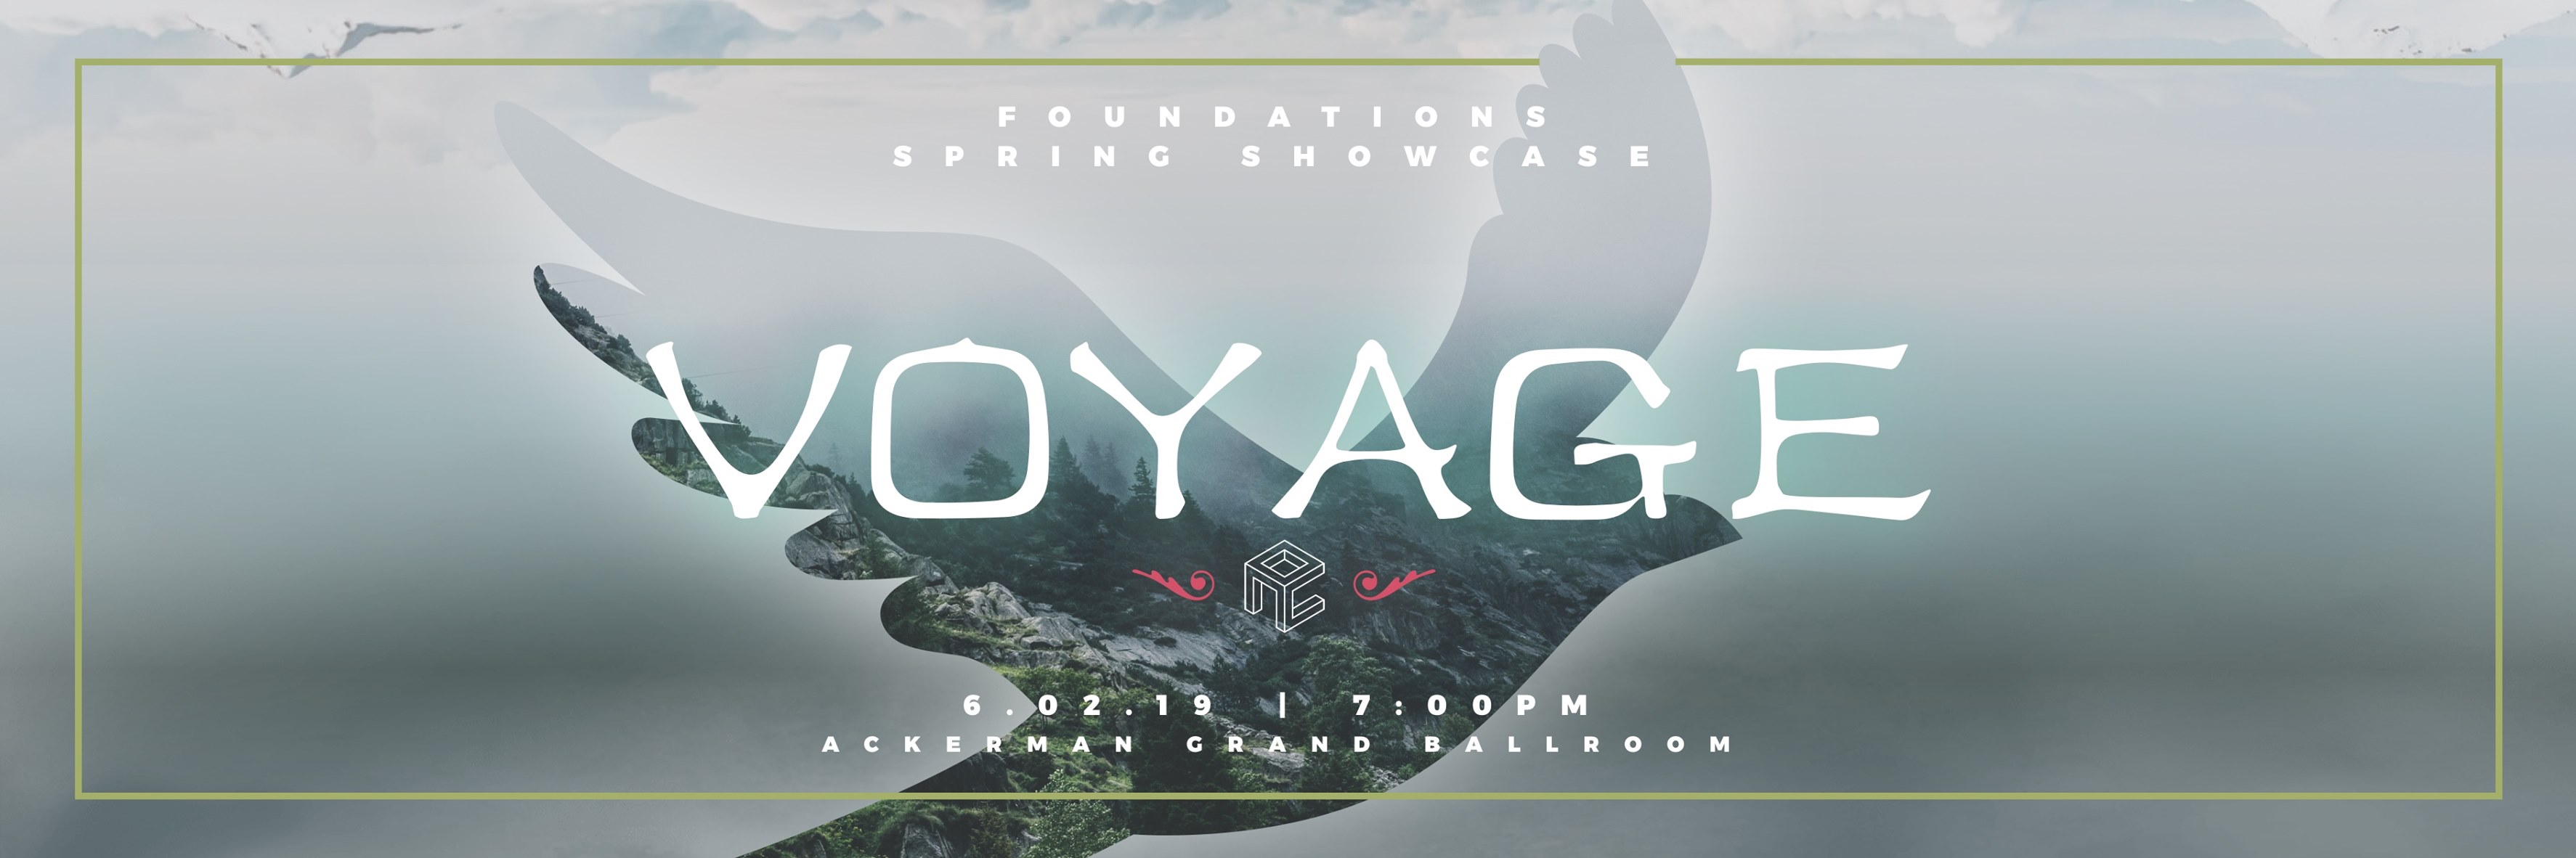 FOUNDATIONS
SPRING SHOWCASE
VOYAGE
6.02.19 | 7:00PM
ACKERMAN GRAND BALLROOM